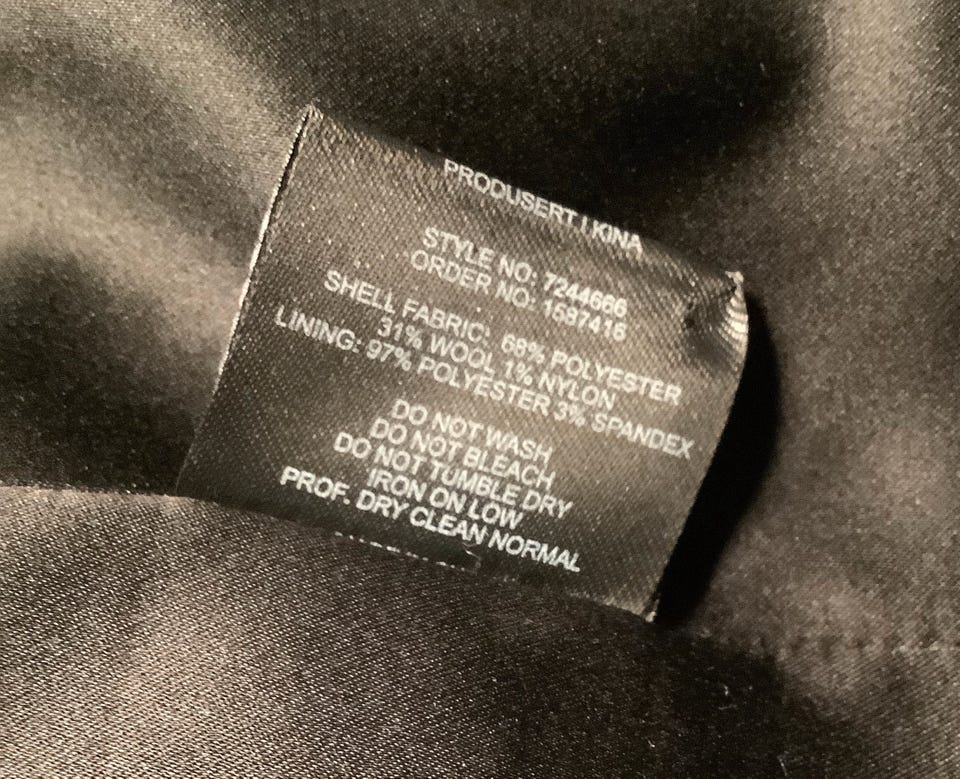 PRODUSERT I KINA
STYLE NO: 7244666
ORDER NO: 1587416
SHELL FABRIC: 68% POLYESTER
31% WOOL 1% NYLON
LINING: 97% POLYESTER 3% SPANDEX
DO NOT WASH
DO NOT BLEACH
DO NOT TUMBLE DRY
IRON ON LOW
PROF. DRY CLEAN NORMAL